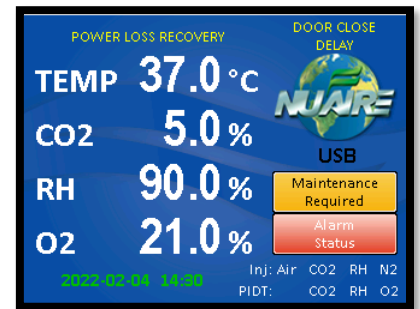 POWER LOSS RECOVERY
DOOR CLOSE
DELAY
TEMP 37.0 °C
NUAIRE
CO2 5.0 %
USB
RH 90.0 %
Maintenance
Required
O2 21.0 %
Alarm
Status
2022-02-04 14:30
Inj: Air CO2 RH N2
PIDT: CO2 RH O2